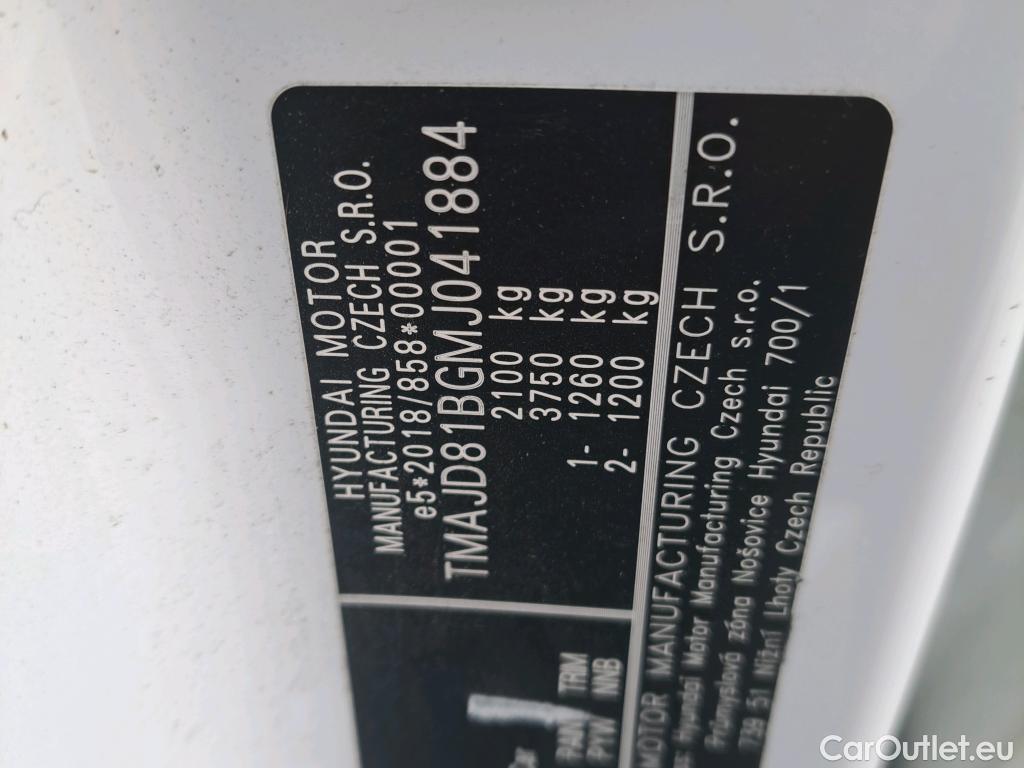 HYUNDAI MOTOR
MANUFACTURING CZECH S.R.O.
e5*2018/858*00001
TMAJD81BGMJ041884
2100 kg
3750 kg
1- 1260 kg
2- 1200 kg
PAINT TRIM
PYW NNB
MOTOR MANUFACTURING CZECH S.R.O.
Hyundai Motor Manufacturing Czech s.r.o.
Průmyslová zóna Nošovice Hyundai 700/1
739 51 Nižní Lhoty Czech Republic
CarOutlet.eu